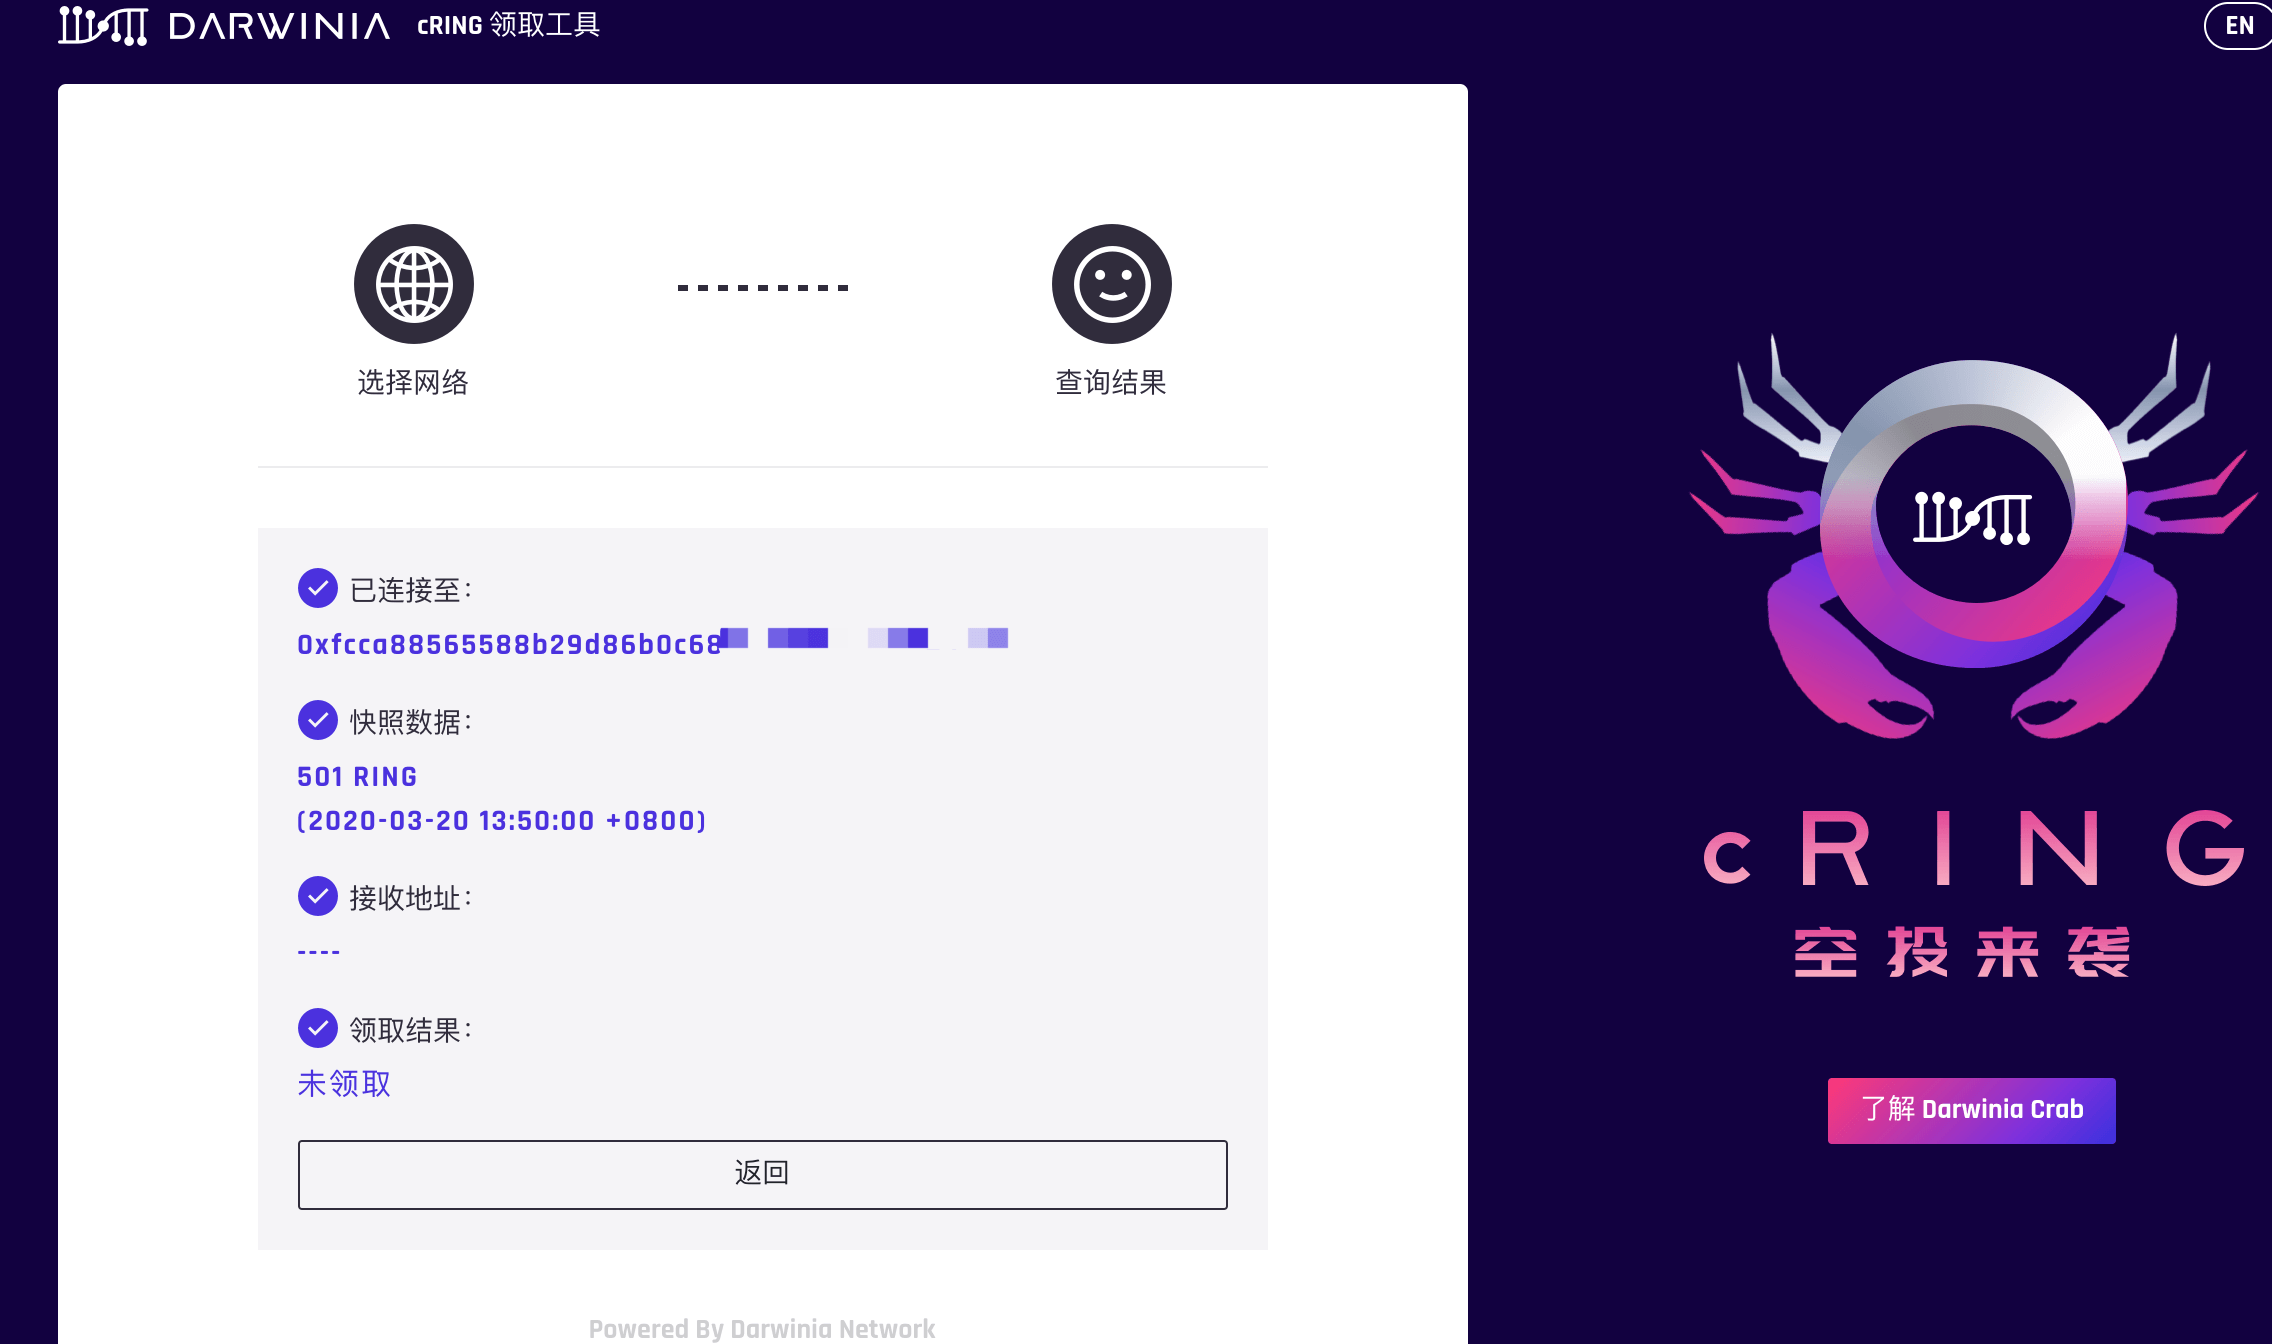 DARWINIA cRING 领取工具
EN
选择网络
查询结果
已连接至：
0xfcca88565588b29d86b0c68
快照数据：
501 RING
(2020-03-20 13:50:00 +0800)
接收地址：
----
领取结果：
未领取
返回
Powered By Darwinia Network
cRING
空投来袭
了解 Darwinia Crab